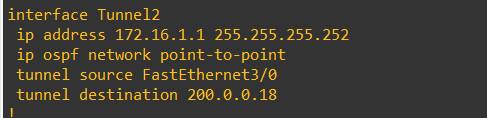 interface Tunnel2
ip address 172.16.1.1 255.255.255.252
ip ospf network point-to-point
tunnel source FastEthernet3/0
tunnel destination 200.0.0.18
!